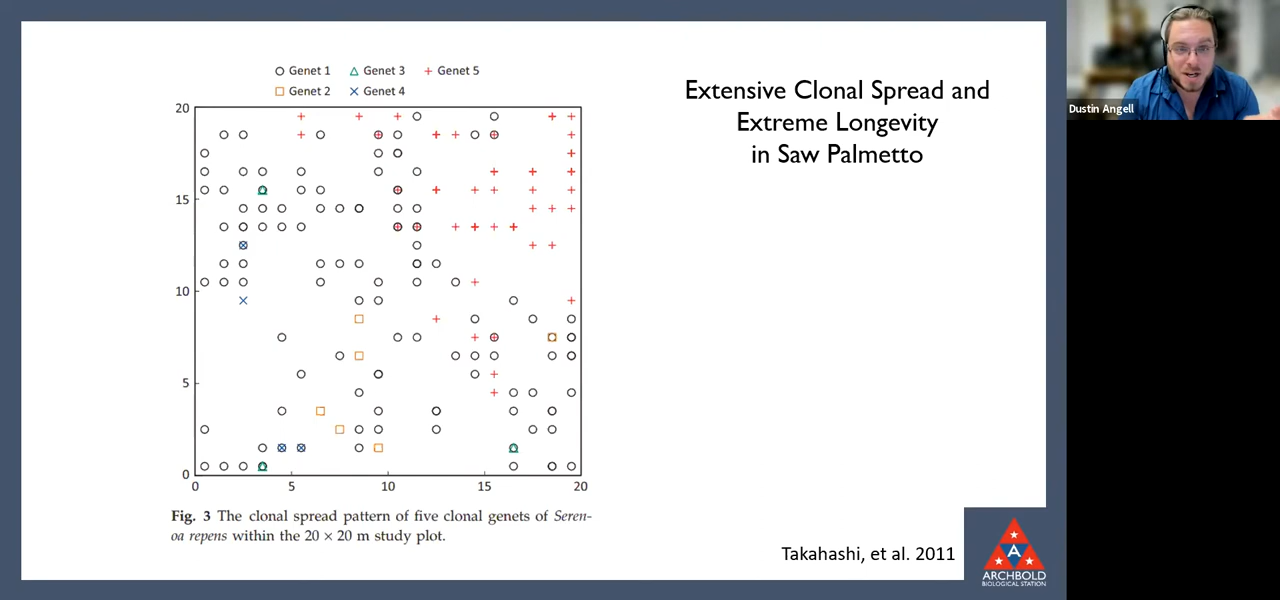 Genet 1
Genet 3
Genet 5
Genet 2
Genet 4
20
15
10
5
0
0
5
10
15
20
Fig. 3 The clonal spread pattern of five clonal genets of Seren-
oa repens within the 20 × 20 m study plot.
Extensive Clonal Spread and
Extreme Longevity
in Saw Palmetto
Takahashi, et al. 2011
A
ARCHBOLD
BIOLOGICAL STATION
Dustin Angell